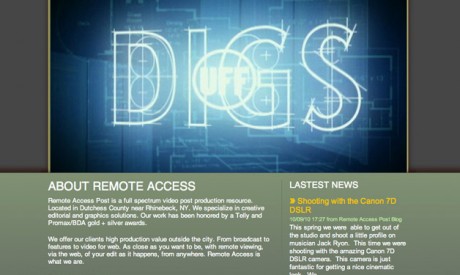 DIGS
UFF
ABOUT REMOTE ACCESS
Remote Access Post is a full spectrum video post production resource.
Located in Dutchess County near Rhinebeck, NY. We specialize in creative
editorial and graphics solutions. Our work has been honored by a Telly and
Promax/BDA gold + silver awards.
We offer our clients high production value outside the city. From broadcast to
features to video for web. As close as you want to be, with remote viewing,
via the web, of your edit as it happens, from anywhere. Remote Access is
what we are.
LASTEST NEWS
Shooting with the Canon 7D
DSLR
10/09/10 17:27 from Remote Access Post Blog
This spring we were able to get out of
the studio and shoot a little profile on
musician Jack Ryon. This time we were
shooting with the amazing Canon 7D
DSLR camera. This camera is just
fantastic for getting a nice cinematic